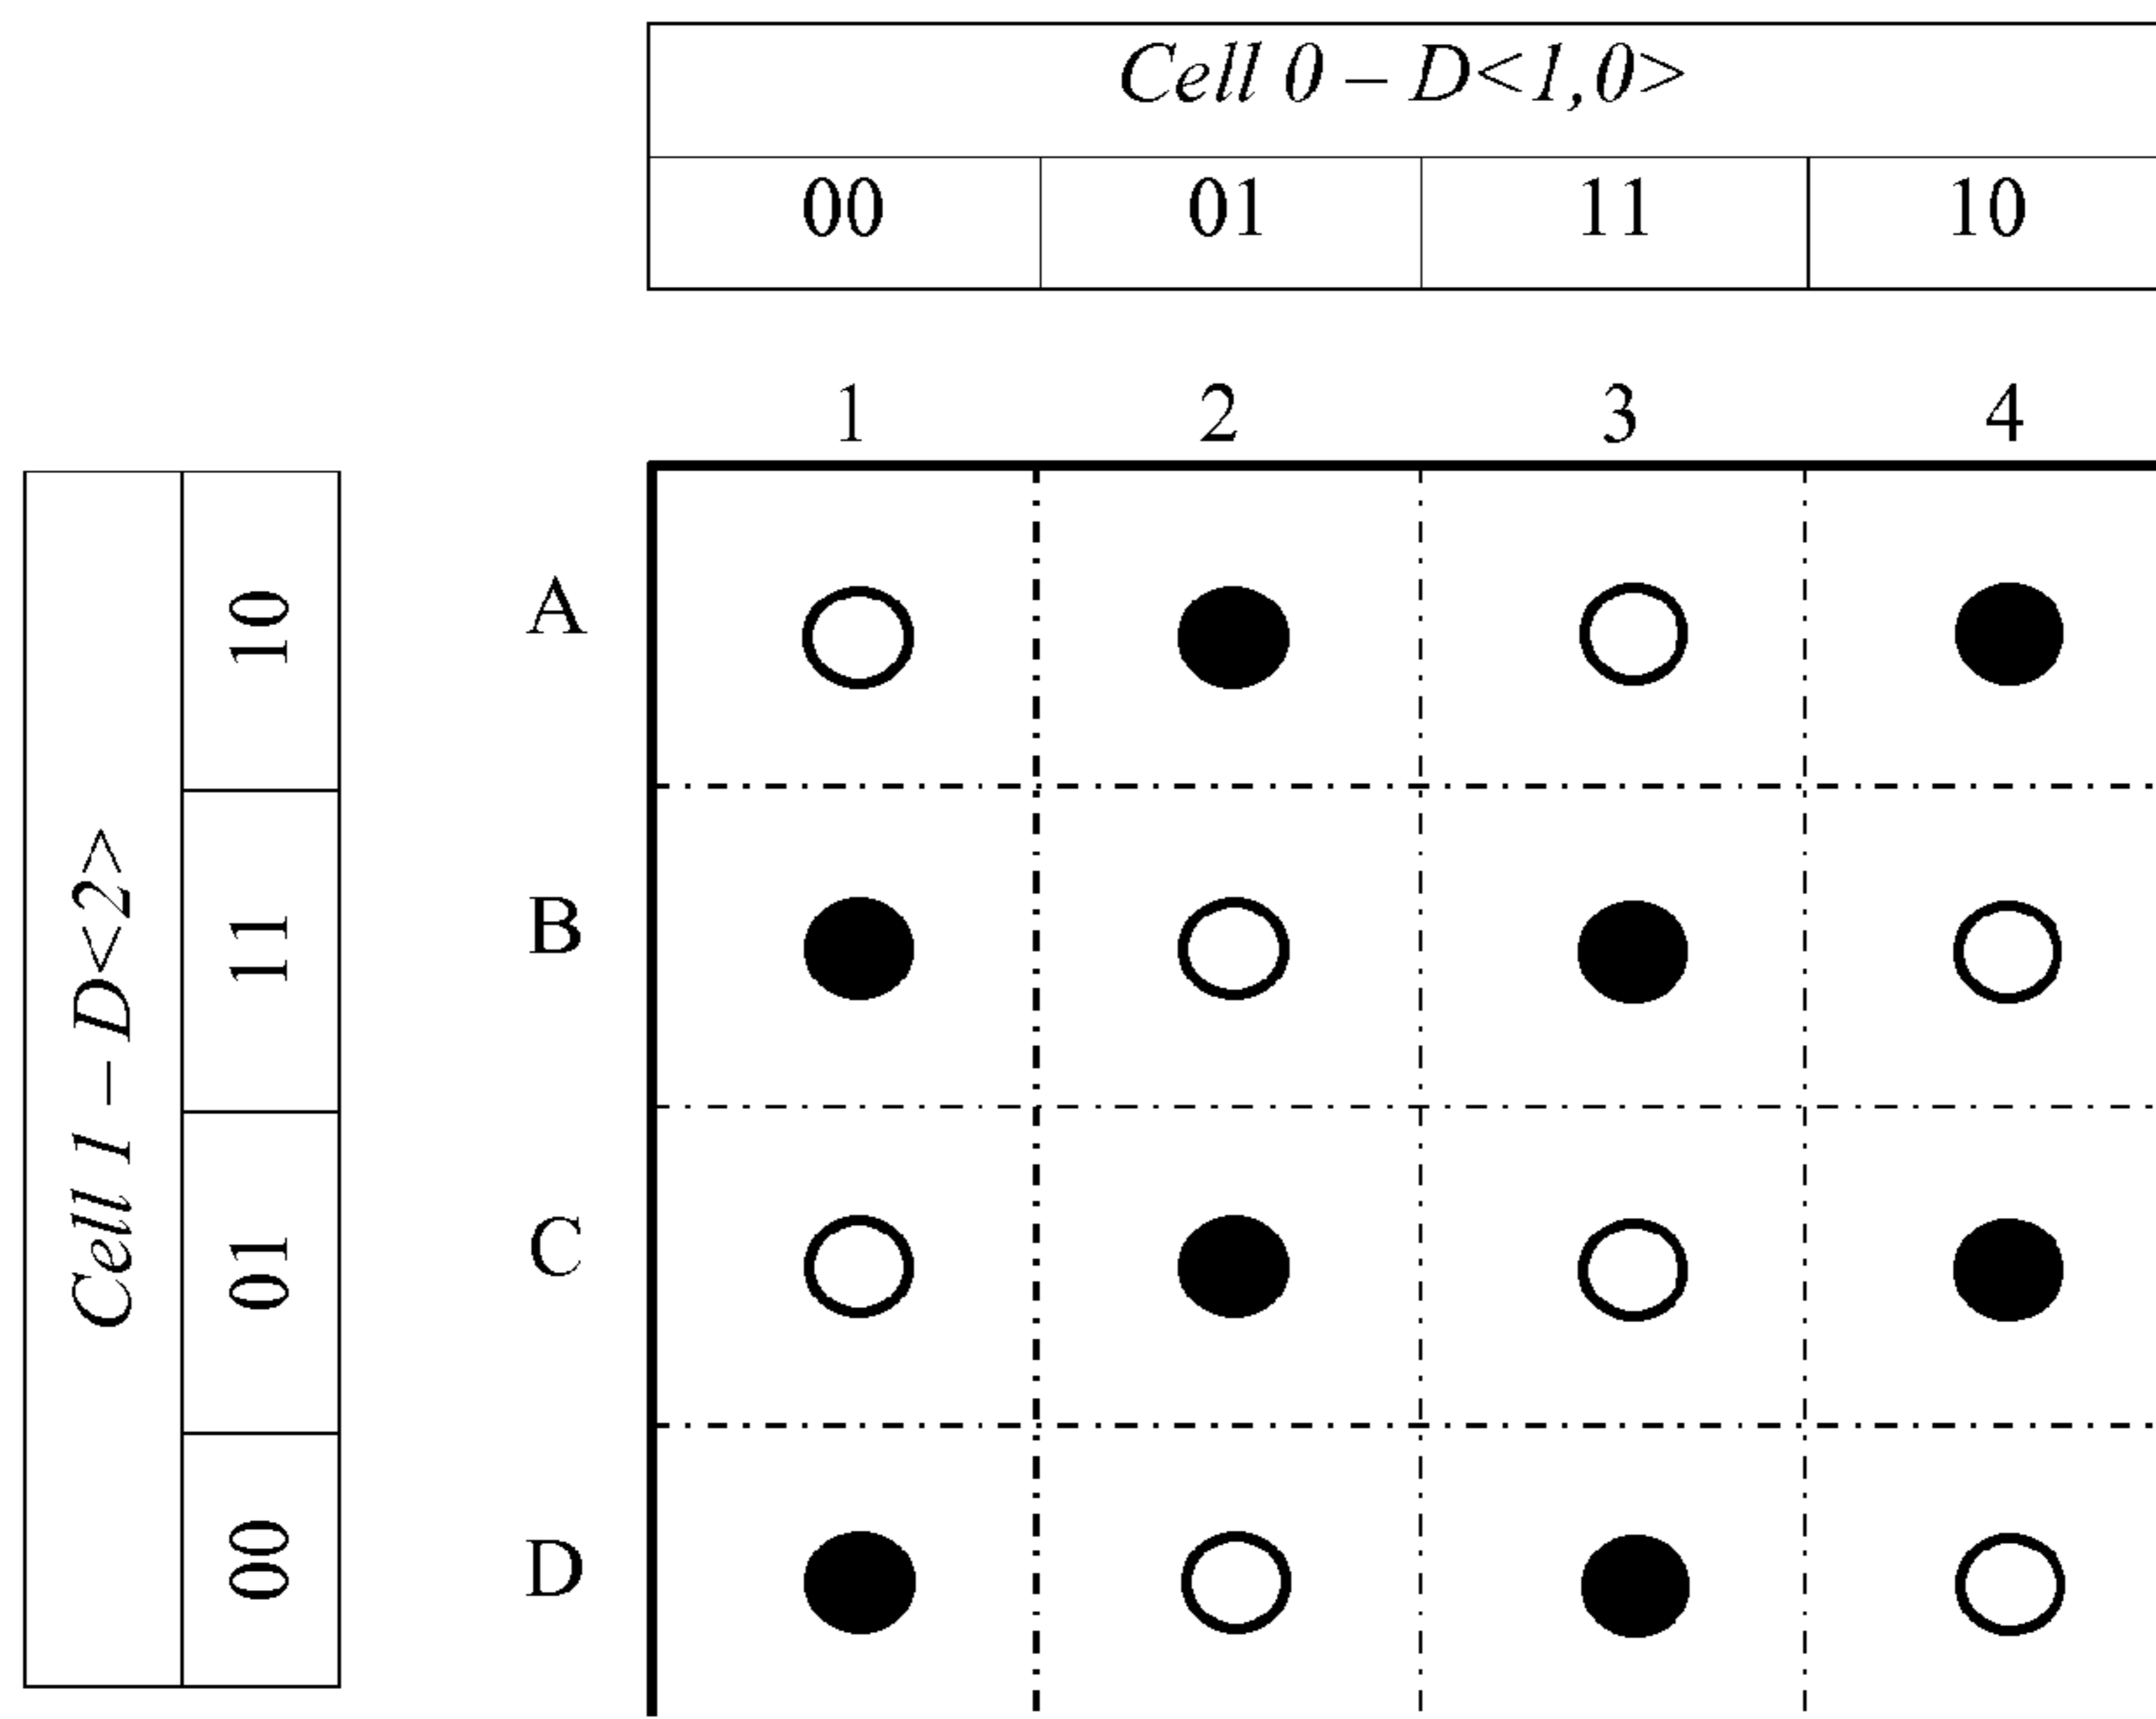 Cell 0 – D<1,0>
00 01 11 10
1 2 3 4
Cell 1 – D<2>
10 A
11 B
01 C
00 D